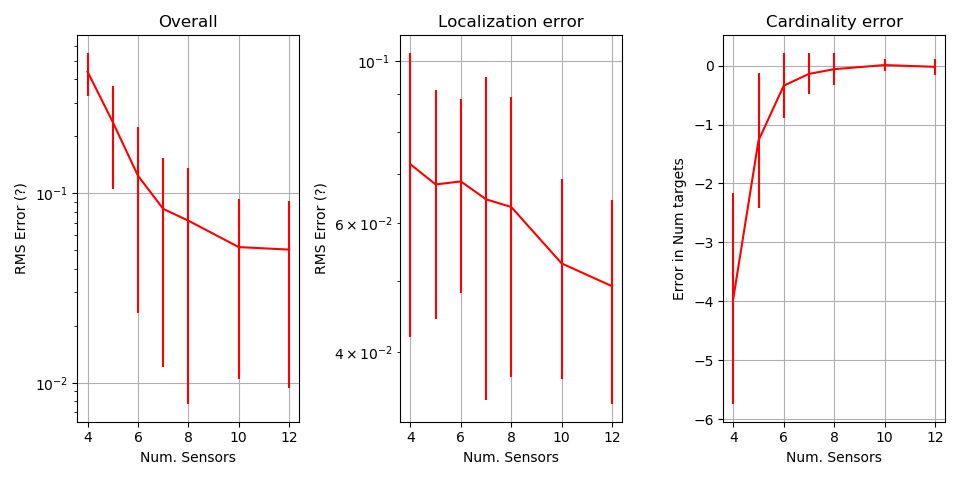 Overall
Localization error
Cardinality error
RMS Error (?)
10⁻¹
10⁻²
4 6 8 10 12
Num. Sensors
RMS Error (?)
10⁻¹
6 × 10⁻²
4 × 10⁻²
4 6 8 10 12
Num. Sensors
Error in Num targets
0
−1
−2
−3
−4
−5
−6
4 6 8 10 12
Num. Sensors